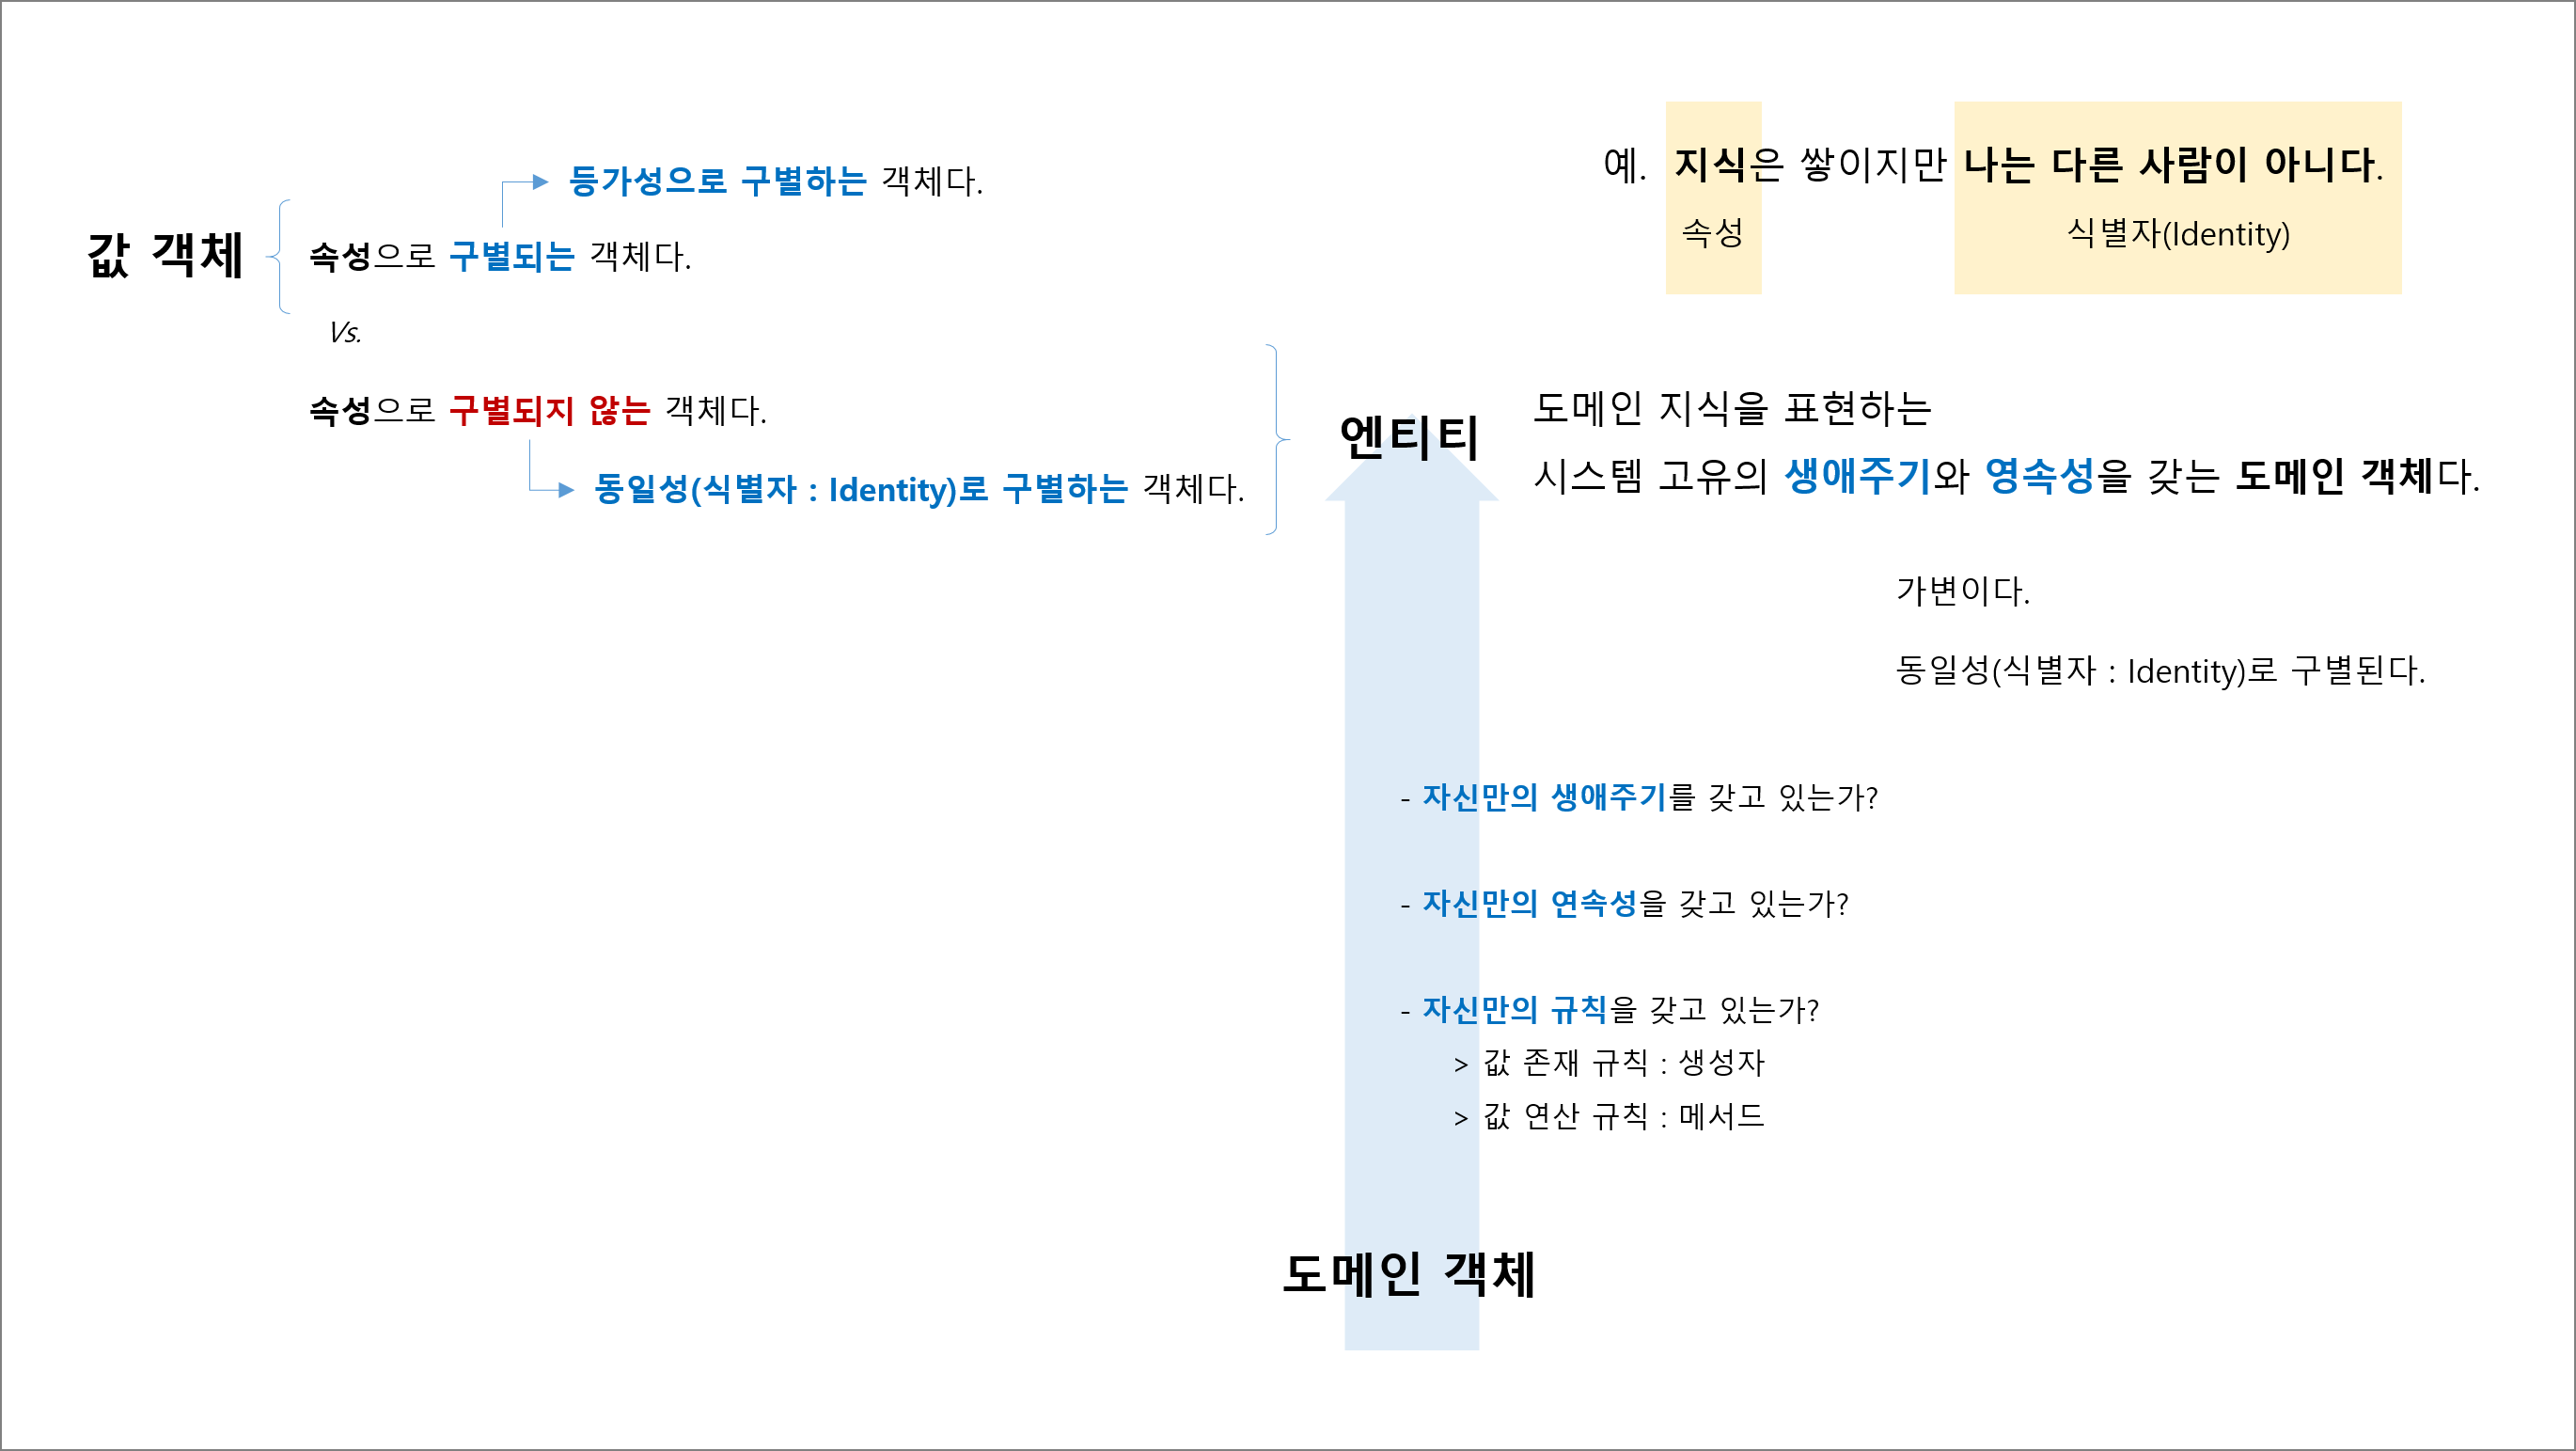 등가성으로 구별하는 객체다.
값 객체
속성으로 구별되는 객체다.
Vs.
속성으로 구별되지 않는 객체다.
동일성(식별자 : Identity)로 구별하는 객체다.
예. 지식은 쌓이지만 나는 다른 사람이 아니다.
속성
식별자(Identity)
엔티티
도메인 지식을 표현하는
시스템 고유의 생애주기와 영속성을 갖는 도메인 객체다.
가변이다.
동일성(식별자 : Identity)로 구별된다.
- 자신만의 생애주기를 갖고 있는가?
- 자신만의 연속성을 갖고 있는가?
- 자신만의 규칙을 갖고 있는가?
> 값 존재 규칙 : 생성자
> 값 연산 규칙 : 메서드
도메인 객체